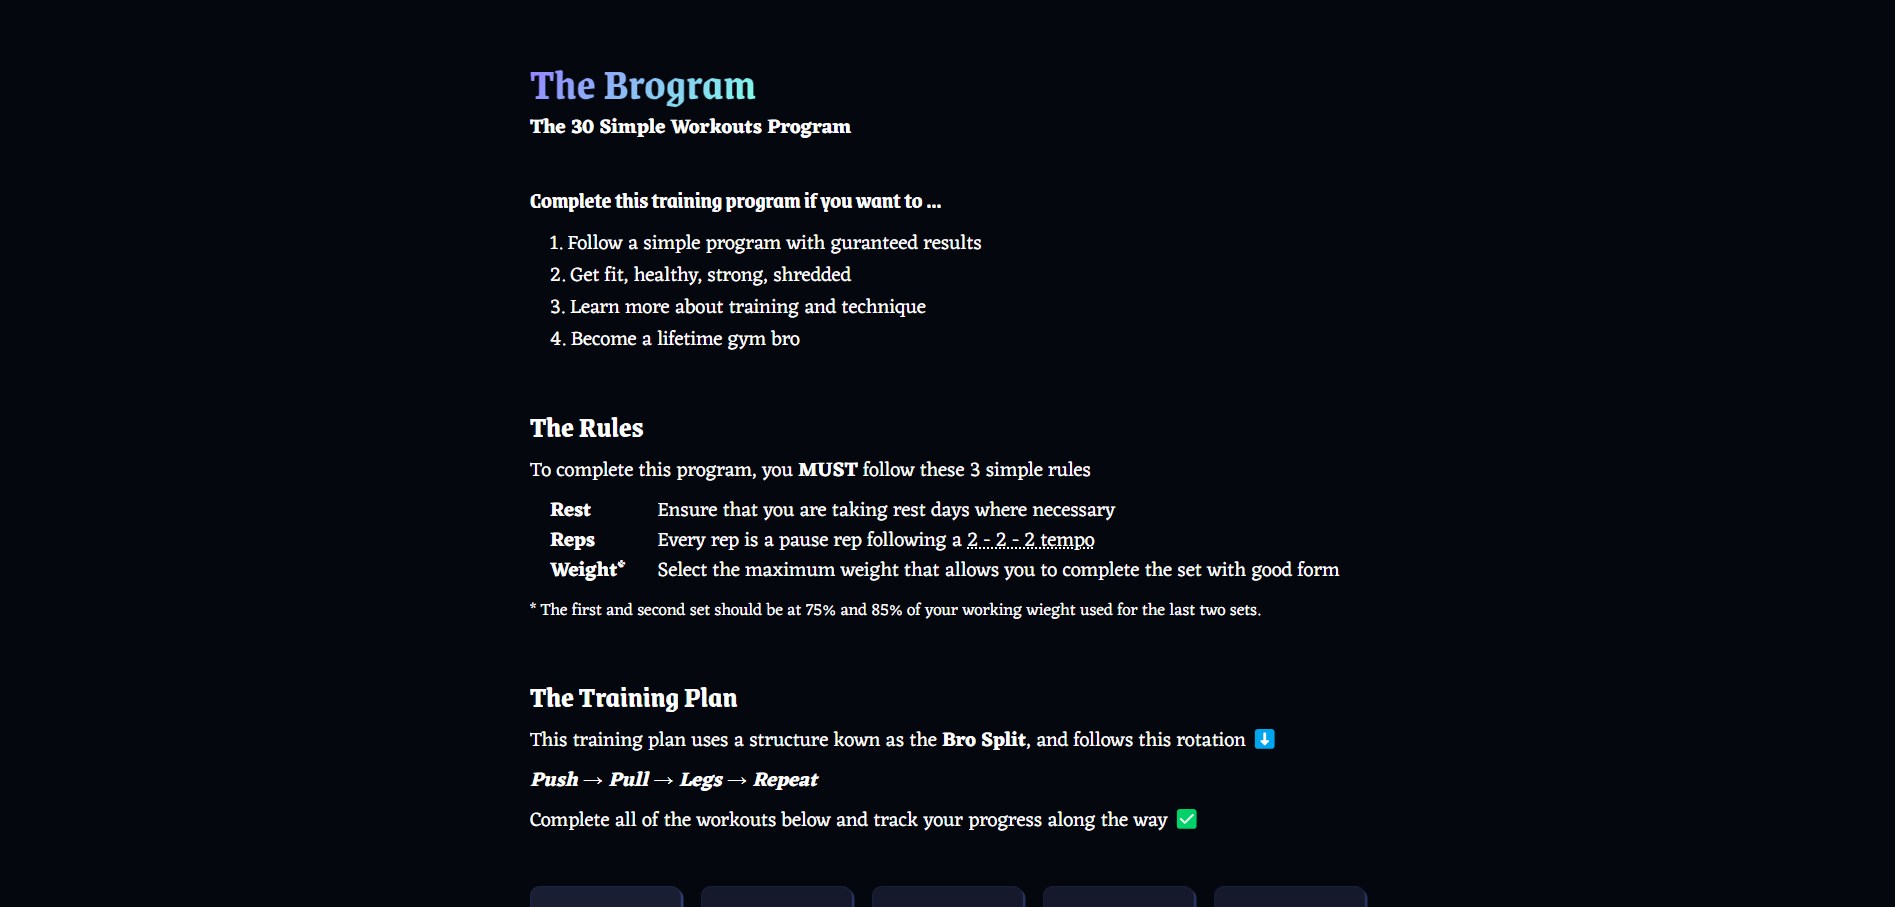 The Brogram
The 30 Simple Workouts Program
Complete this training program if you want to ...
1. Follow a simple program with guranteed results
2. Get fit, healthy, strong, shredded
3. Learn more about training and technique
4. Become a lifetime gym bro
The Rules
To complete this program, you MUST follow these 3 simple rules
Rest Ensure that you are taking rest days where necessary
Reps Every rep is a pause rep following a 2 - 2 - 2 tempo
Weight* Select the maximum weight that allows you to complete the set with good form
* The first and second set should be at 75% and 85% of your working wieght used for the last two sets.
The Training Plan
This training plan uses a structure kown as the Bro Split, and follows this rotation ⬇️
Push → Pull → Legs → Repeat
Complete all of the workouts below and track your progress along the way ✅